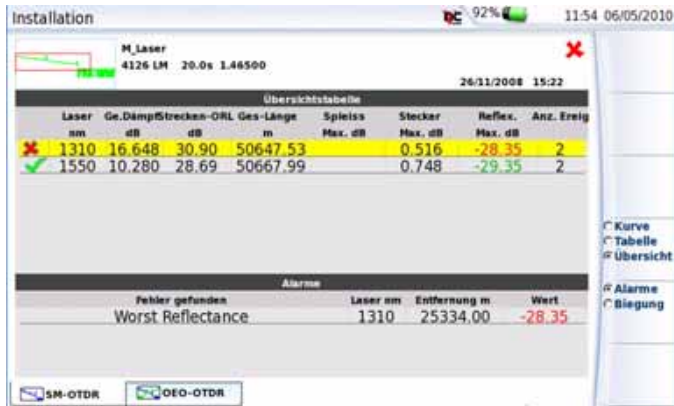 Installation DC 92% 11:54 06/05/2010
M_Laser
4126 LM 20.0s 1.46500
26/11/2008 15:22
Übersichtstabelle
Laser Ge.Dämpf Strecken-ORL Ges-Länge Spleiss Stecker Reflex. Anz. Ereig
nm dB dB m Max. dB Max. dB Max. dB
1310 16.648 30.90 50647.53 0.516 -28.35 2
1550 10.280 28.69 50667.99 0.748 -29.35 2
Kurve
Tabelle
Übersicht
Alarme
Fehler gefunden Laser nm Entfernung m Wert
Worst Reflectance 1310 25334.00 -28.35
Alarme
Biegung
SM-OTDR OEO-OTDR